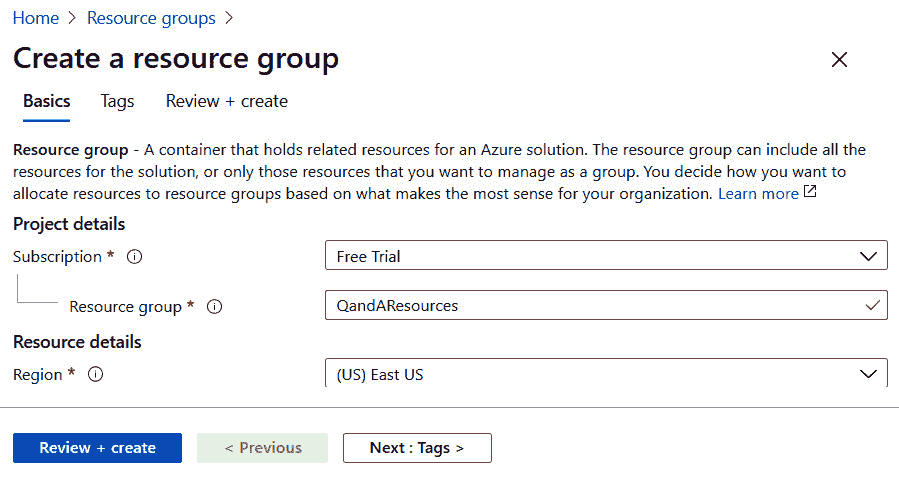 Home > Resource groups >
Create a resource group
Basics Tags Review + create
Resource group - A container that holds related resources for an Azure solution. The resource group can include all the
resources for the solution, or only those resources that you want to manage as a group. You decide how you want to
allocate resources to resource groups based on what makes the most sense for your organization. Learn more
Project details
Subscription * Free Trial
Resource group * QandAResources
Resource details
Region * (US) East US
Review + create < Previous Next : Tags >